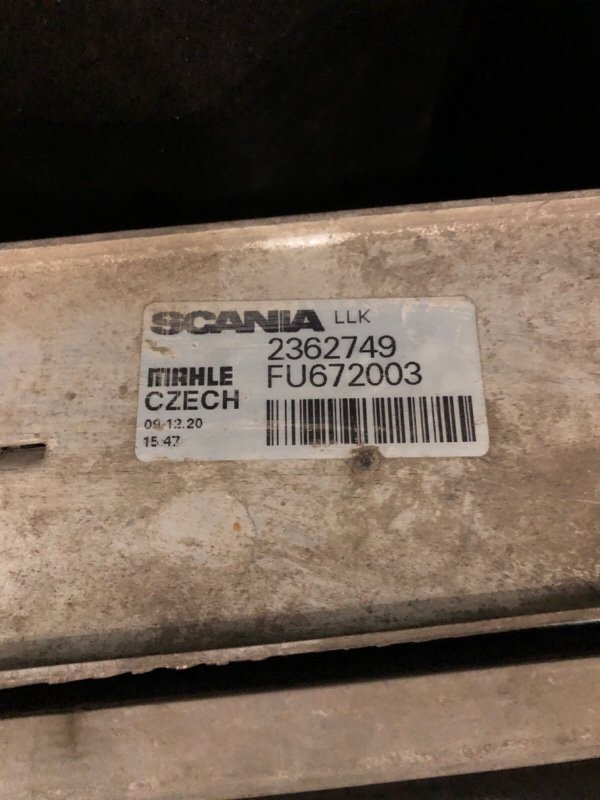 SCANIA LLK
2362749
MAHLE FU672003
CZECH
09.12.20
15:47